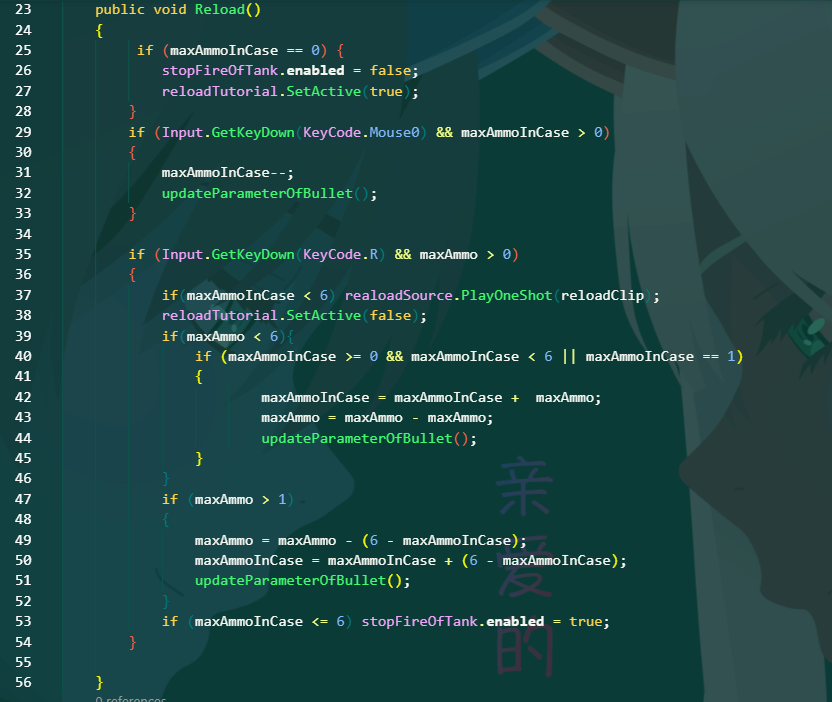 23 public void Reload()
24 {
25 if (maxAmmoInCase == 0) {
26 stopFireOfTank.enabled = false;
27 reloadTutorial.SetActive(true);
28 }
29 if (Input.GetKeyDown(KeyCode.Mouse0) && maxAmmoInCase > 0)
30 {
31 maxAmmoInCase--;
32 updateParameterOfBullet();
33 }
34
35 if (Input.GetKeyDown(KeyCode.R) && maxAmmo > 0)
36 {
37 if(maxAmmoInCase < 6) realoadSource.PlayOneShot(reloadClip);
38 reloadTutorial.SetActive(false);
39 if(maxAmmo < 6){
40 if (maxAmmoInCase >= 0 && maxAmmoInCase < 6 || maxAmmoInCase == 1)
41 {
42 maxAmmoInCase = maxAmmoInCase + maxAmmo;
43 maxAmmo = maxAmmo - maxAmmo;
44 updateParameterOfBullet();
45 }
46 }
47 if (maxAmmo > 1)
48 {
49 maxAmmo = maxAmmo - (6 - maxAmmoInCase);
50 maxAmmoInCase = maxAmmoInCase + (6 - maxAmmoInCase);
51 updateParameterOfBullet();
52 }
53 if (maxAmmoInCase <= 6) stopFireOfTank.enabled = true;
54 }
55
56 }
0 references
亲爱的